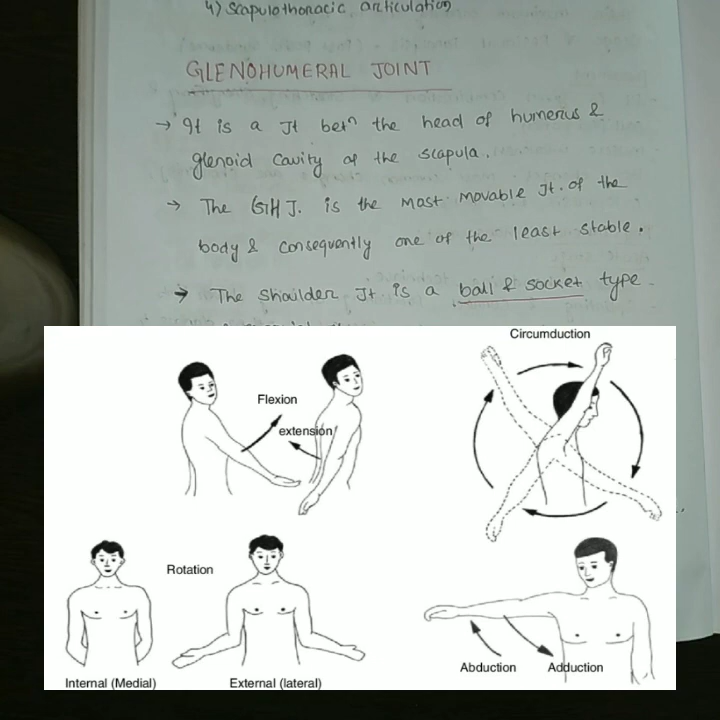 4) Scapulothoracic articulation
GLENOHUMERAL JOINT
→ It is a Jt betn the head of humerus &
glenoid cavity of the scapula.
→ The GHJ. is the most movable Jt. of the
body & consequently one of the least stable.
→ The Shoulder Jt is a ball & socket type
Circumduction
Flexion
extension
Rotation
Internal (Medial)
External (lateral)
Abduction
Adduction